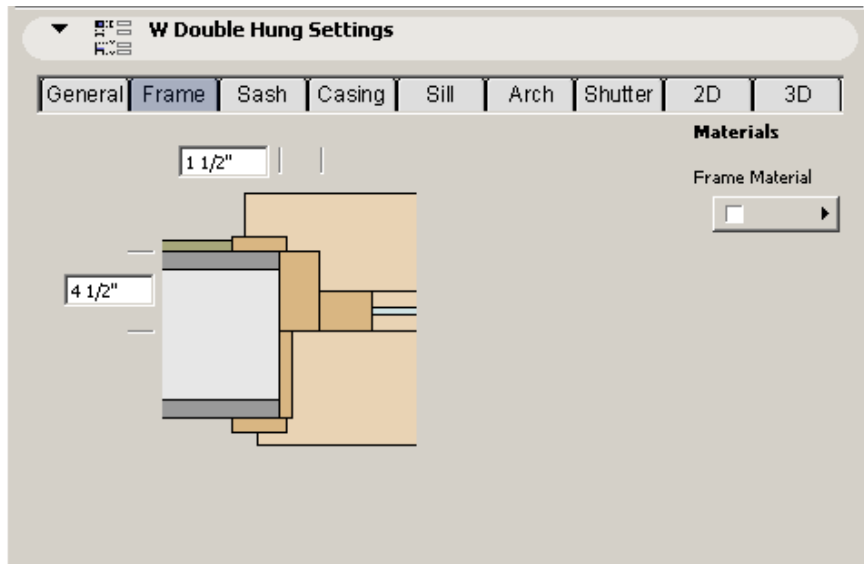 W Double Hung Settings
General Frame Sash Casing Sill Arch Shutter 2D 3D
Materials
1 1/2"
Frame Material
4 1/2"